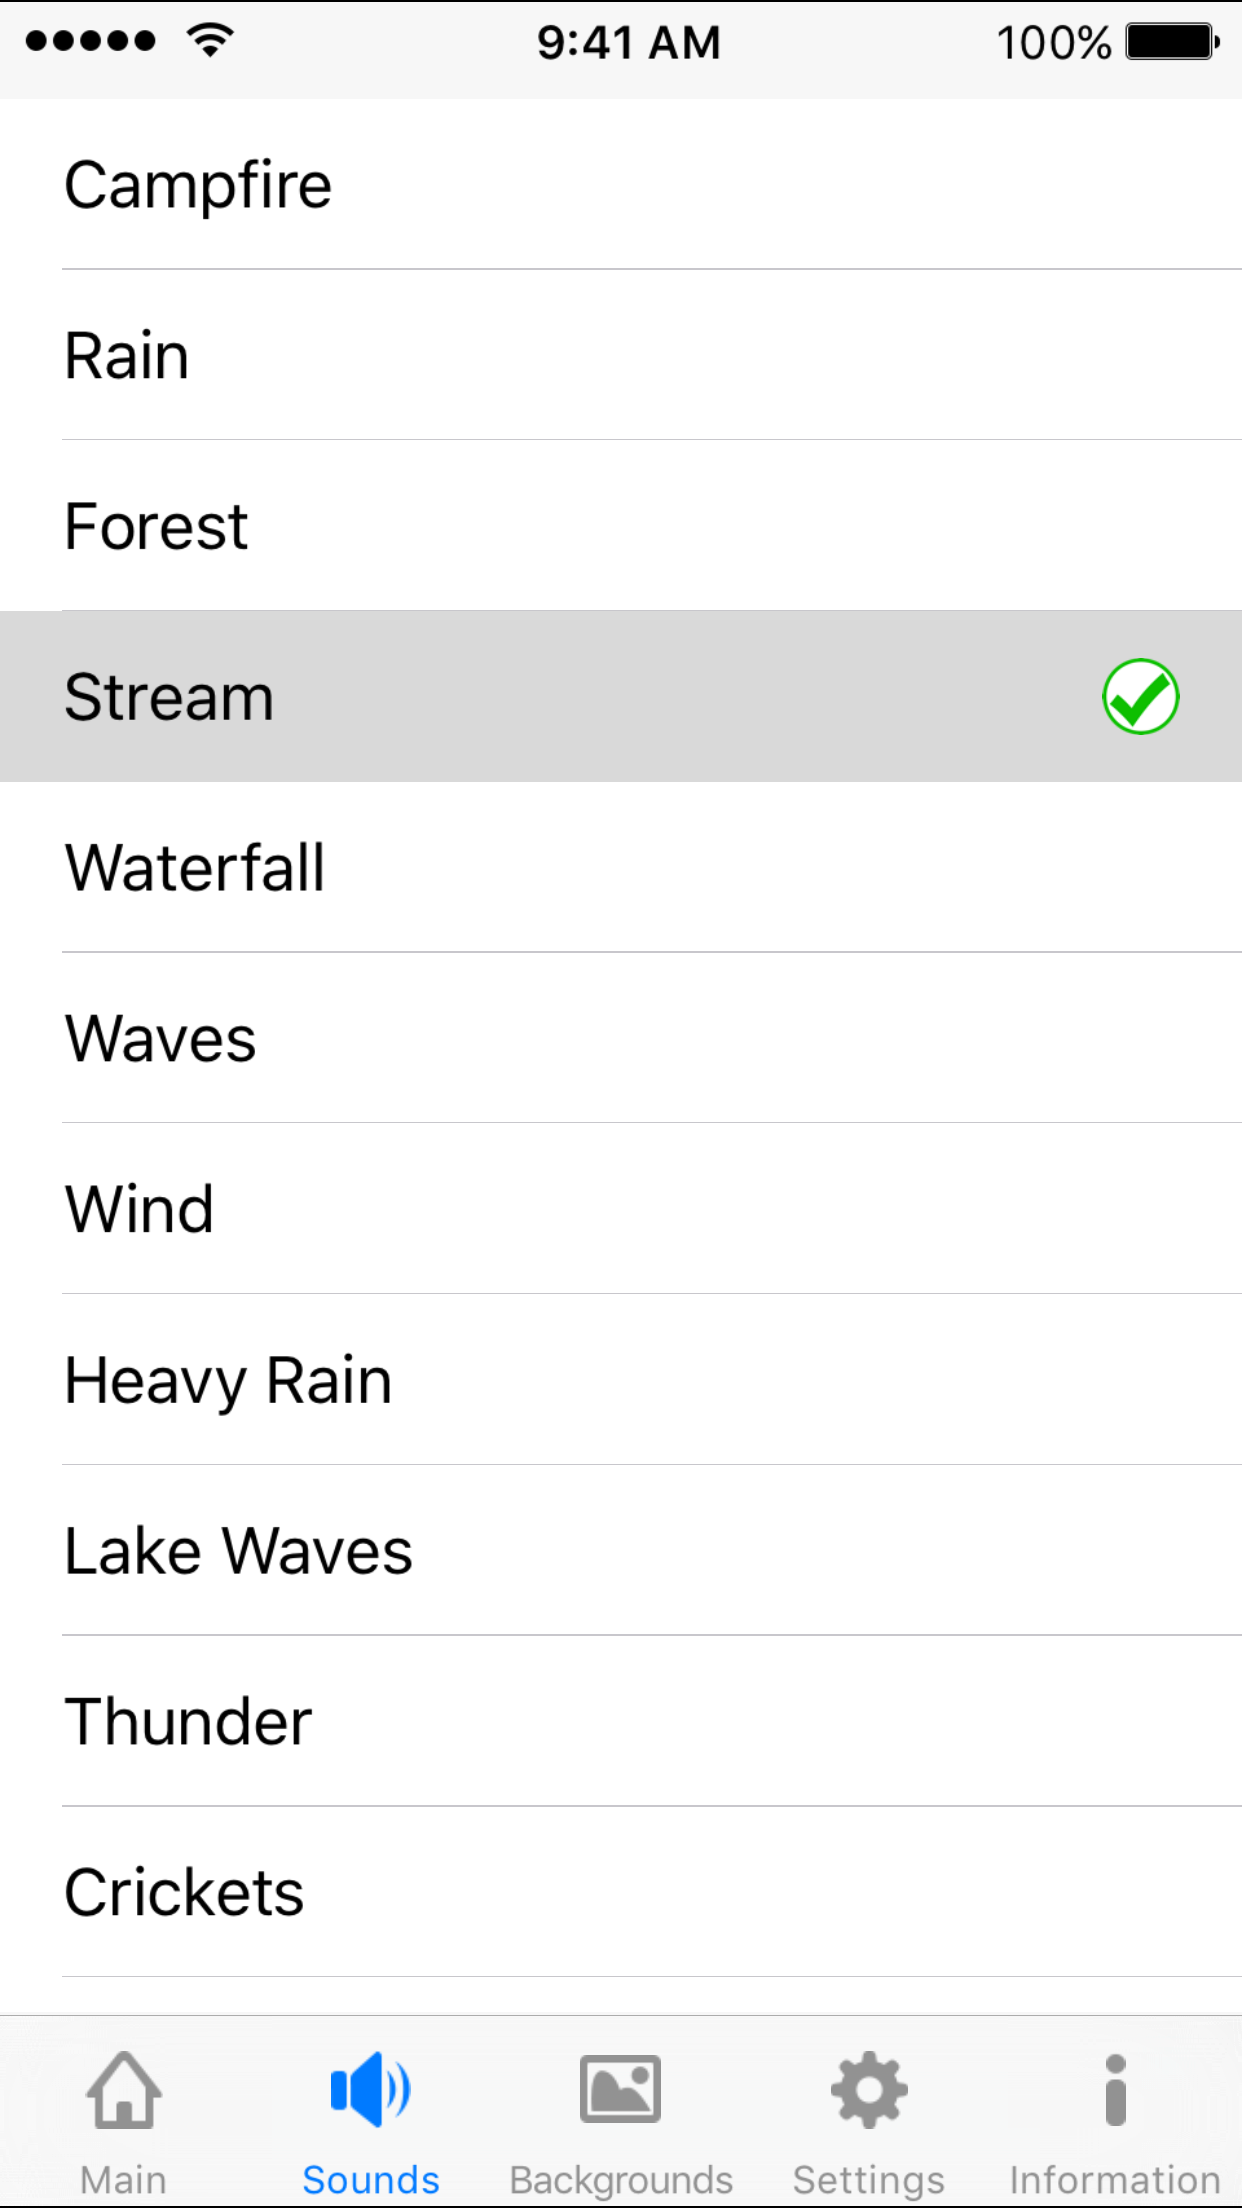 9:41 AM 100%
Campfire
Rain
Forest
Stream
Waterfall
Waves
Wind
Heavy Rain
Lake Waves
Thunder
Crickets
Main Sounds Backgrounds Settings Information